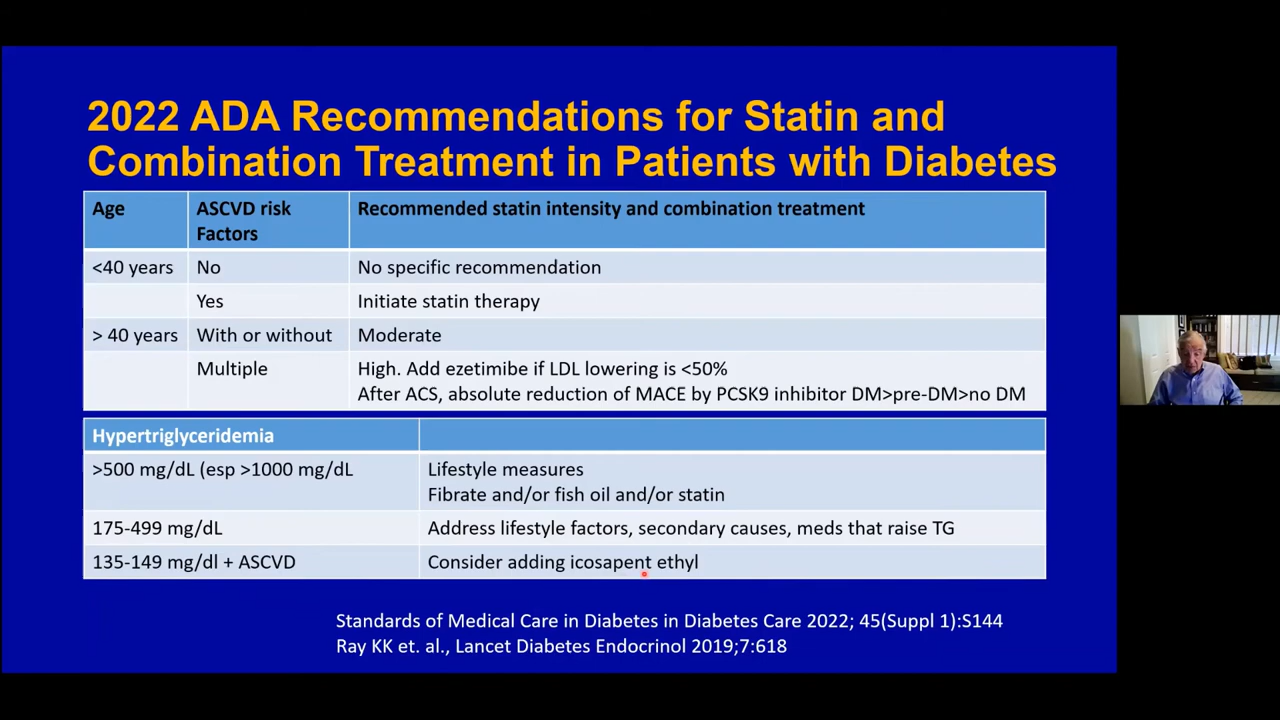 2022 ADA Recommendations for Statin and
Combination Treatment in Patients with Diabetes
Age
ASCVD risk
Factors
Recommended statin intensity and combination treatment
<40 years
No
No specific recommendation
Yes
Initiate statin therapy
> 40 years
With or without
Moderate
Multiple
High. Add ezetimibe if LDL lowering is <50%
After ACS, absolute reduction of MACE by PCSK9 inhibitor DM>pre-DM>no DM
Hypertriglyceridemia
>500 mg/dL (esp >1000 mg/dL
Lifestyle measures
Fibrate and/or fish oil and/or statin
175-499 mg/dL
Address lifestyle factors, secondary causes, meds that raise TG
135-149 mg/dl + ASCVD
Consider adding icosapent ethyl
Standards of Medical Care in Diabetes in Diabetes Care 2022; 45(Suppl 1):S144
Ray KK et. al., Lancet Diabetes Endocrinol 2019;7:618